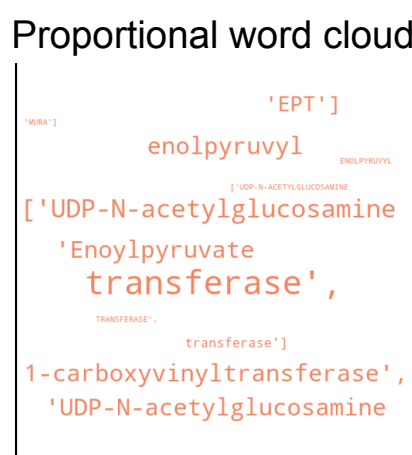 Proportional word cloud
'EPT']
'MURA']
enolpyruvyl
ENOLPYRUVYL
['UDP-N-ACETYLGLUCOSAMINE
['UDP-N-acetylglucosamine
'Enoylpyruvate
transferase',
TRANSFERASE',
transferase']
1-carboxyvinyltransferase',
'UDP-N-acetylglucosamine